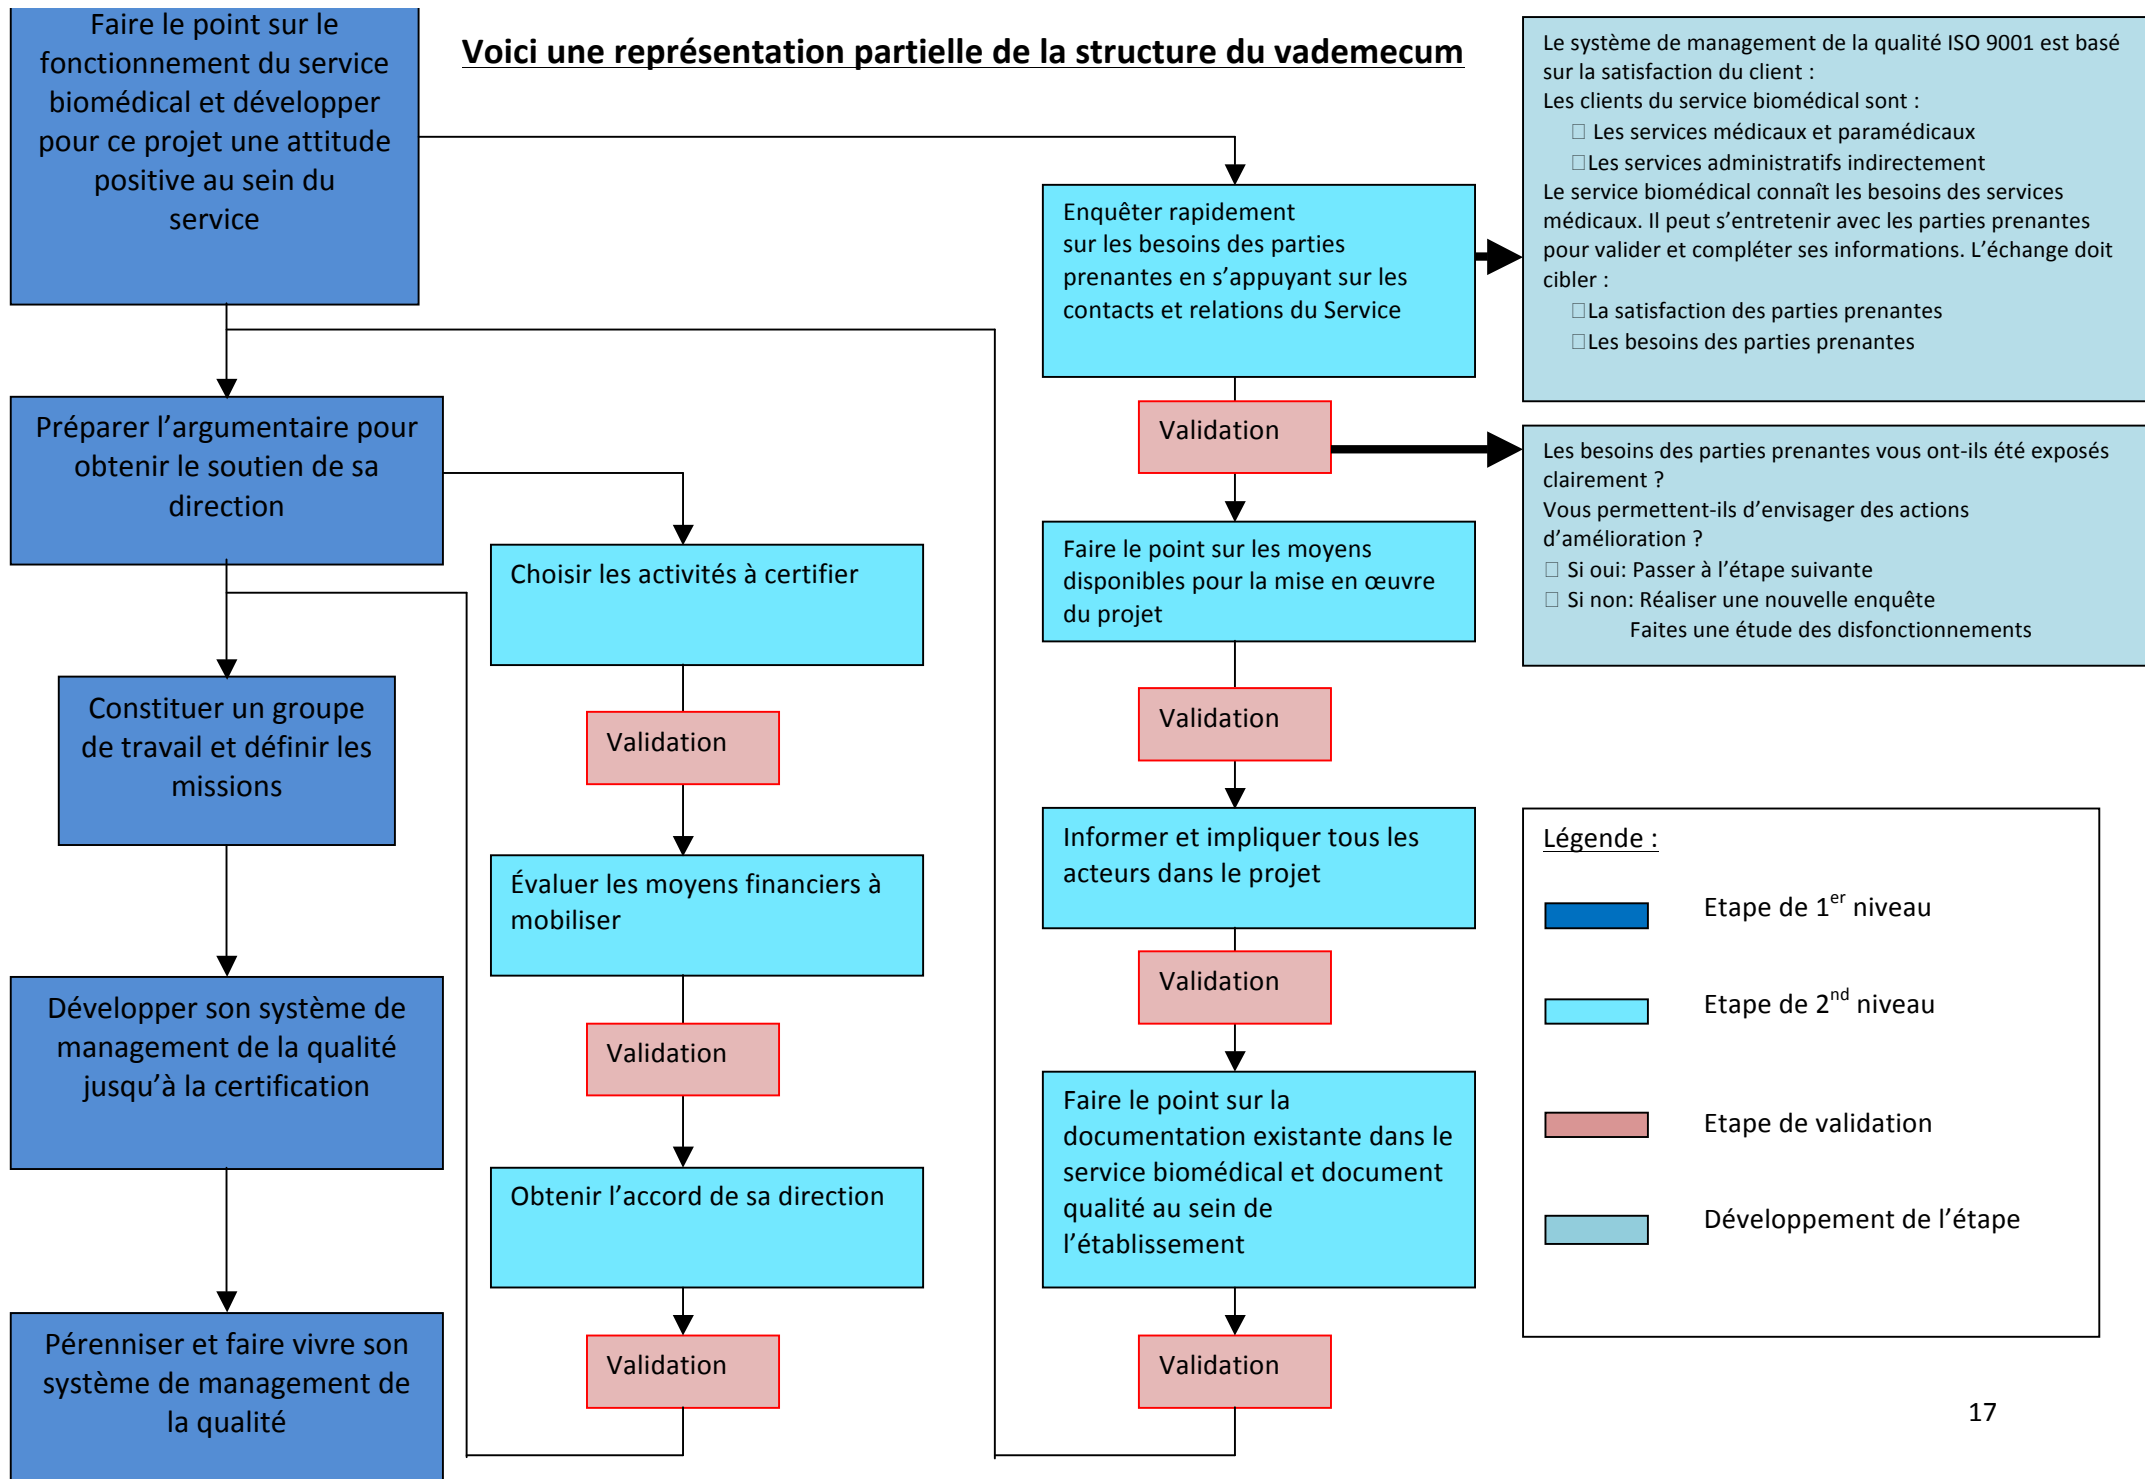 Voici une représentation partielle de la structure du vademecum
Faire le point sur le
fonctionnement du service
biomédical et développer
pour ce projet une attitude
positive au sein du
service
Préparer l’argumentaire pour
obtenir le soutien de sa
direction
Constituer un groupe
de travail et définir les
missions
Développer son système de
management de la qualité
jusqu’à la certification
Pérenniser et faire vivre son
système de management de
la qualité
Choisir les activités à certifier
Validation
Évaluer les moyens financiers à
mobiliser
Validation
Obtenir l’accord de sa direction
Validation
Enquêter rapidement
sur les besoins des parties
prenantes en s’appuyant sur les
contacts et relations du Service
Validation
Faire le point sur les moyens
disponibles pour la mise en œuvre
du projet
Validation
Informer et impliquer tous les
acteurs dans le projet
Validation
Faire le point sur la
documentation existante dans le
service biomédical et document
qualité au sein de
l’établissement
Validation
Le système de management de la qualité ISO 9001 est basé
sur la satisfaction du client :
Les clients du service biomédical sont :
□ Les services médicaux et paramédicaux
□Les services administratifs indirectement
Le service biomédical connaît les besoins des services
médicaux. Il peut s’entretenir avec les parties prenantes
pour valider et compléter ses informations. L’échange doit
cibler :
□La satisfaction des parties prenantes
□Les besoins des parties prenantes
Les besoins des parties prenantes vous ont-ils été exposés
clairement ?
Vous permettent-ils d’envisager des actions
d’amélioration ?
□ Si oui: Passer à l’étape suivante
□ Si non: Réaliser une nouvelle enquête
Faites une étude des disfonctionnements
Légende :
Etape de 1er niveau
Etape de 2nd niveau
Etape de validation
Développement de l’étape
17